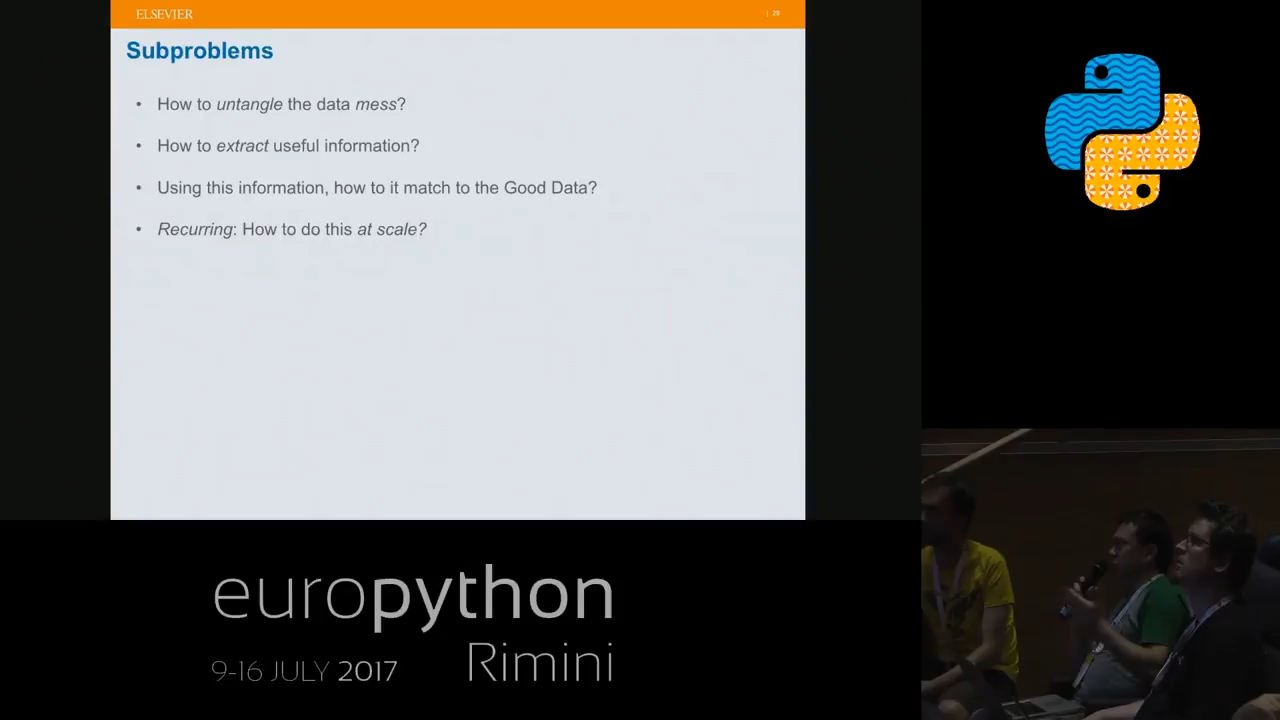 ELSEVIER
| 29
Subproblems
• How to untangle the data mess?
• How to extract useful information?
• Using this information, how to it match to the Good Data?
• Recurring: How to do this at scale?
europython
9-16 JULY 2017 Rimini